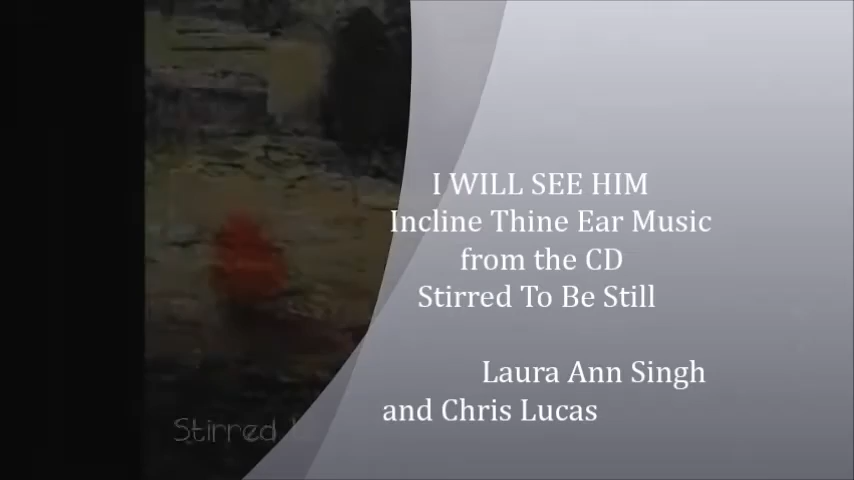 I WILL SEE HIM
Incline Thine Ear Music
from the CD
Stirred To Be Still
Laura Ann Singh
and Chris Lucas
Stirred